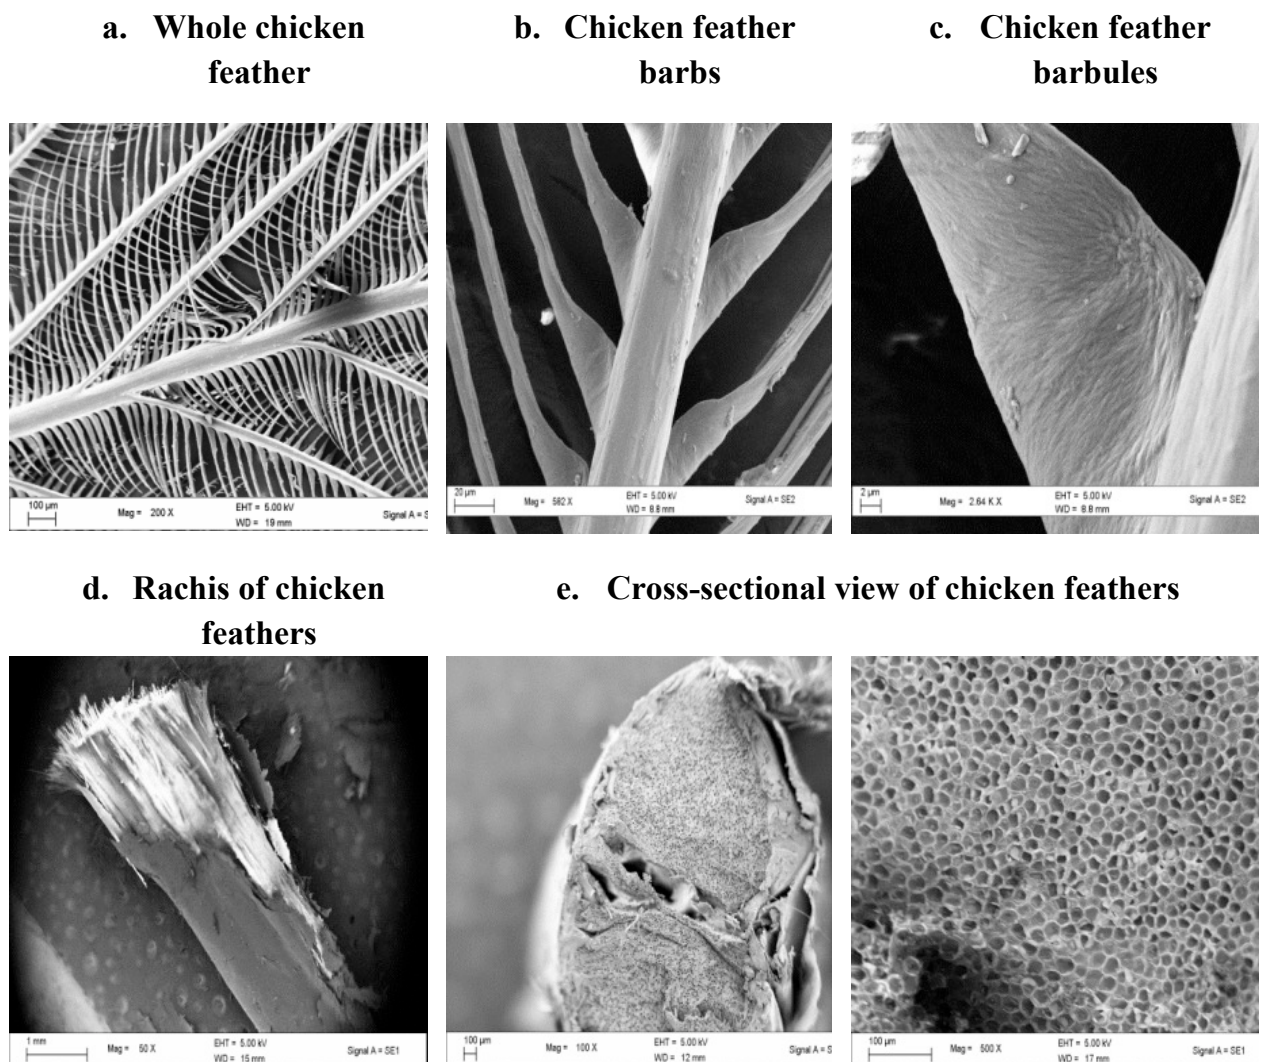 a. Whole chicken
feather
b. Chicken feather
barbs
c. Chicken feather
barbules
100 µm
Mag = 200 X
EHT = 5.00 kV
WD = 19 mm
Signal A = S
20 µm
Mag = 562 X
EHT = 5.00 kV
WD = 8.8 mm
Signal A = SE2
2 µm
Mag = 2.64 K X
EHT = 5.00 kV
WD = 8.8 mm
Signal A = SE2
d. Rachis of chicken
feathers
e. Cross-sectional view of chicken feathers
1 mm
Mag = 50 X
EHT = 5.00 kV
WD = 15 mm
Signal A = SE1
100 µm
Mag = 100 X
EHT = 5.00 kV
WD = 12 mm
Signal A = S
100 µm
Mag = 500 X
EHT = 5.00 kV
WD = 17 mm
Signal A = SE1